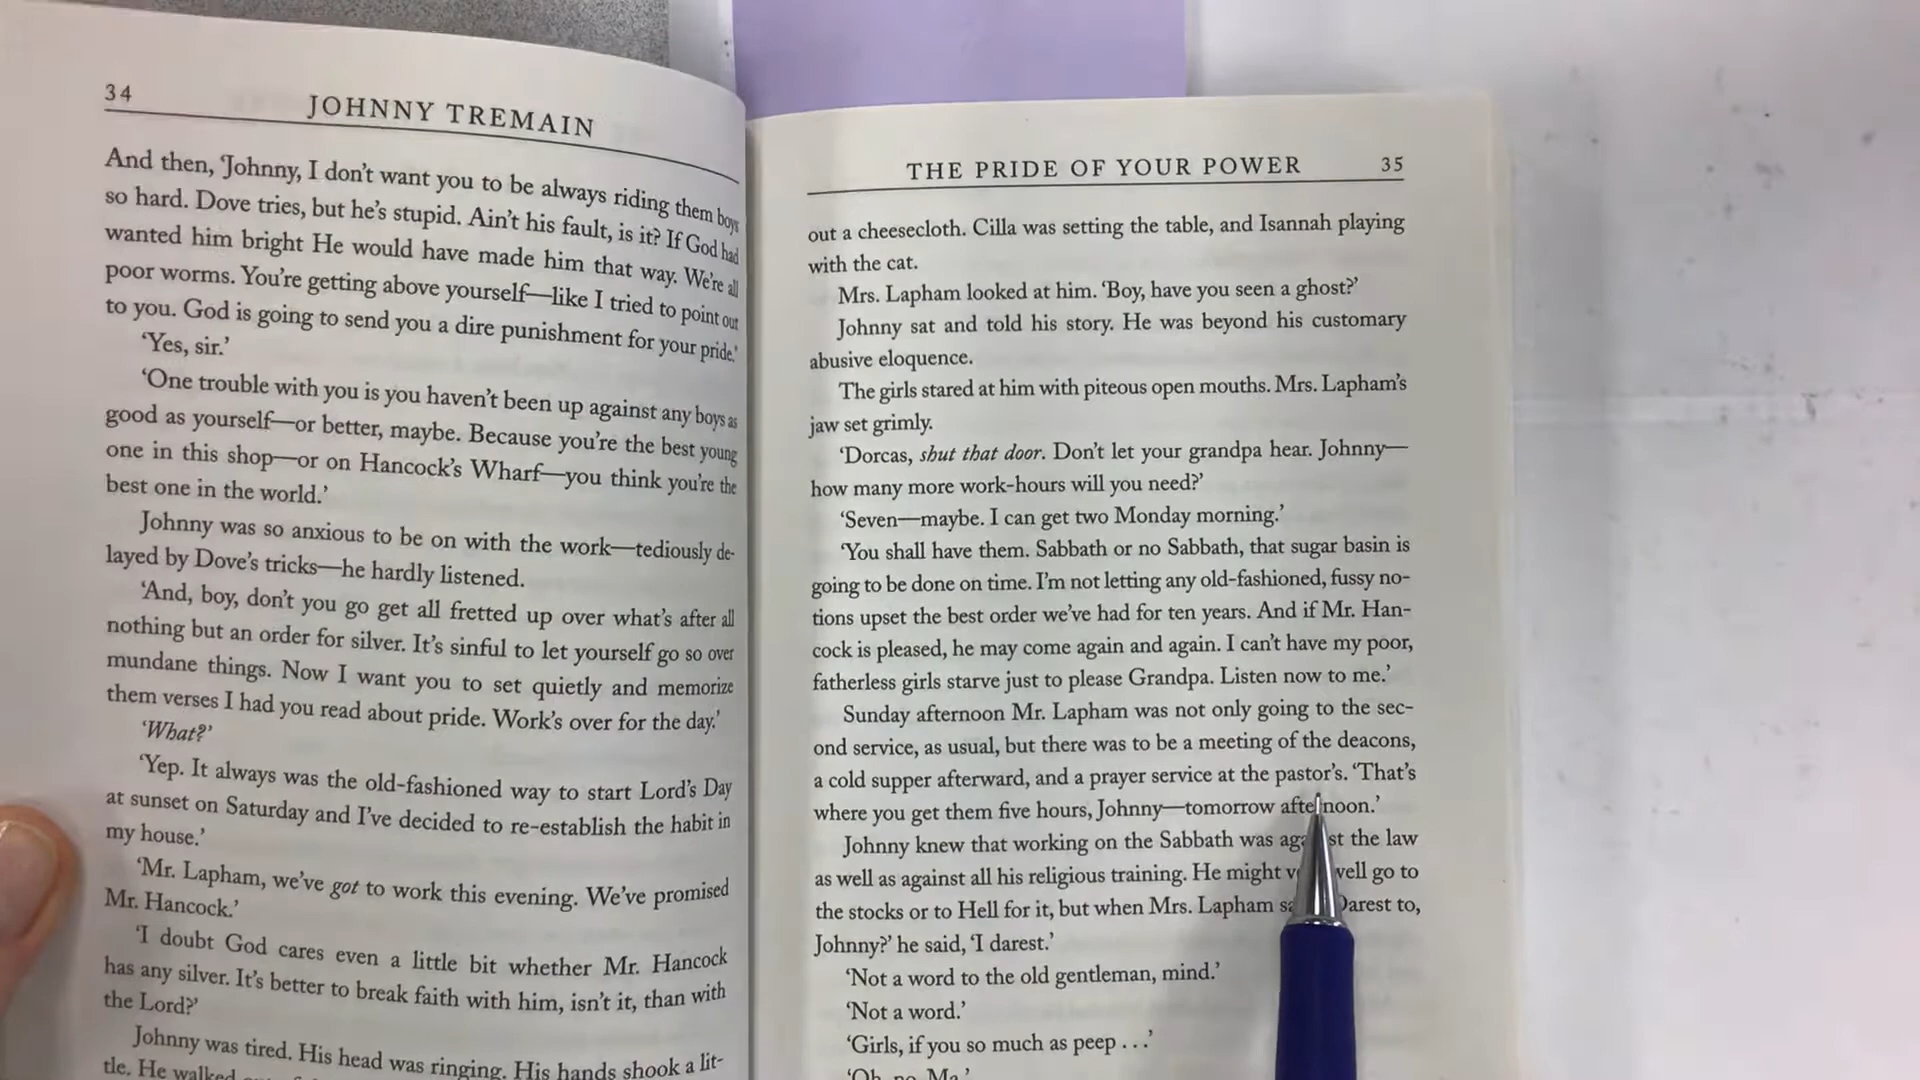 34
JOHNNY TREMAIN
And then, Johnny, I don't want you to be always riding them boys
so hard. Dove tries, but he's stupid. Ain't his fault, is it? If God had
wanted him bright He would have made him that way. We're all
poor worms. You're getting above yourself—like I tried to point out
to you. God is going to send you a dire punishment for your pride.'
'Yes, sir.'
'One trouble with you is you haven't been up against any boys as
good as yourself—or better, maybe. Because you're the best young
one in this shop—or on Hancock's Wharf—you think you're the
best one in the world.'
Johnny was so anxious to be on with the work—tediously de-
layed by Dove's tricks—he hardly listened.
'And, boy, don't you go get all fretted up over what's after all
nothing but an order for silver. It's sinful to let yourself go so over
mundane things. Now I want you to set quietly and memorize
them verses I had you read about pride. Work's over for the day.'
'What?'
'Yep. It always was the old-fashioned way to start Lord's Day
at sunset on Saturday and I've decided to re-establish the habit in
my house.'
'Mr. Lapham, we've got to work this evening. We've promised
Mr. Hancock.'
'I doubt God cares even a little bit whether Mr. Hancock
has any silver. It's better to break faith with him, isn't it, than with
the Lord?'
Johnny was tired. His head was ringing. His hands shook a lit-
tle. He walked
THE PRIDE OF YOUR POWER 35
out a cheesecloth. Cilla was setting the table, and Isannah playing
with the cat.
Mrs. Lapham looked at him. 'Boy, have you seen a ghost?'
Johnny sat and told his story. He was beyond his customary
abusive eloquence.
The girls stared at him with piteous open mouths. Mrs. Lapham's
jaw set grimly.
'Dorcas, shut that door. Don't let your grandpa hear. Johnny—
how many more work-hours will you need?'
'Seven—maybe. I can get two Monday morning.'
'You shall have them. Sabbath or no Sabbath, that sugar basin is
going to be done on time. I'm not letting any old-fashioned, fussy no-
tions upset the best order we've had for ten years. And if Mr. Han-
cock is pleased, he may come again and again. I can't have my poor,
fatherless girls starve just to please Grandpa. Listen now to me.'
Sunday afternoon Mr. Lapham was not only going to the sec-
ond service, as usual, but there was to be a meeting of the deacons,
a cold supper afterward, and a prayer service at the pastor's. 'That's
where you get them five hours, Johnny—tomorrow afternoon.'
Johnny knew that working on the Sabbath was against the law
as well as against all his religious training. He might well go to
the stocks or to Hell for it, but when Mrs. Lapham Darest to,
Johnny?' he said, 'I darest.'
'Not a word to the old gentleman, mind.'
'Not a word.'
'Girls, if you so much as peep . . .'
'Oh, no, Ma.'